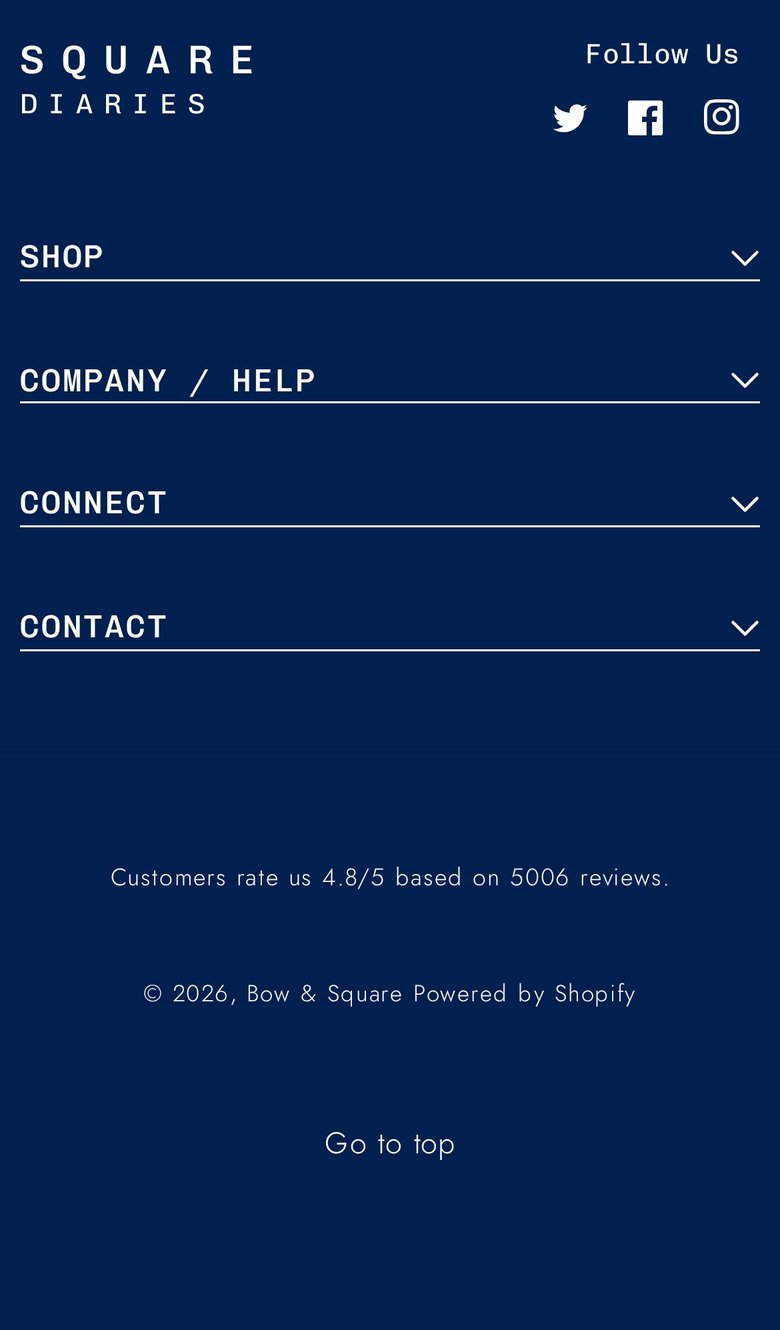 SQUARE
DIARIES
Follow Us
SHOP
COMPANY / HELP
CONNECT
CONTACT
Customers rate us 4.8/5 based on 5006 reviews.
© 2026, Bow & Square Powered by Shopify
Go to top